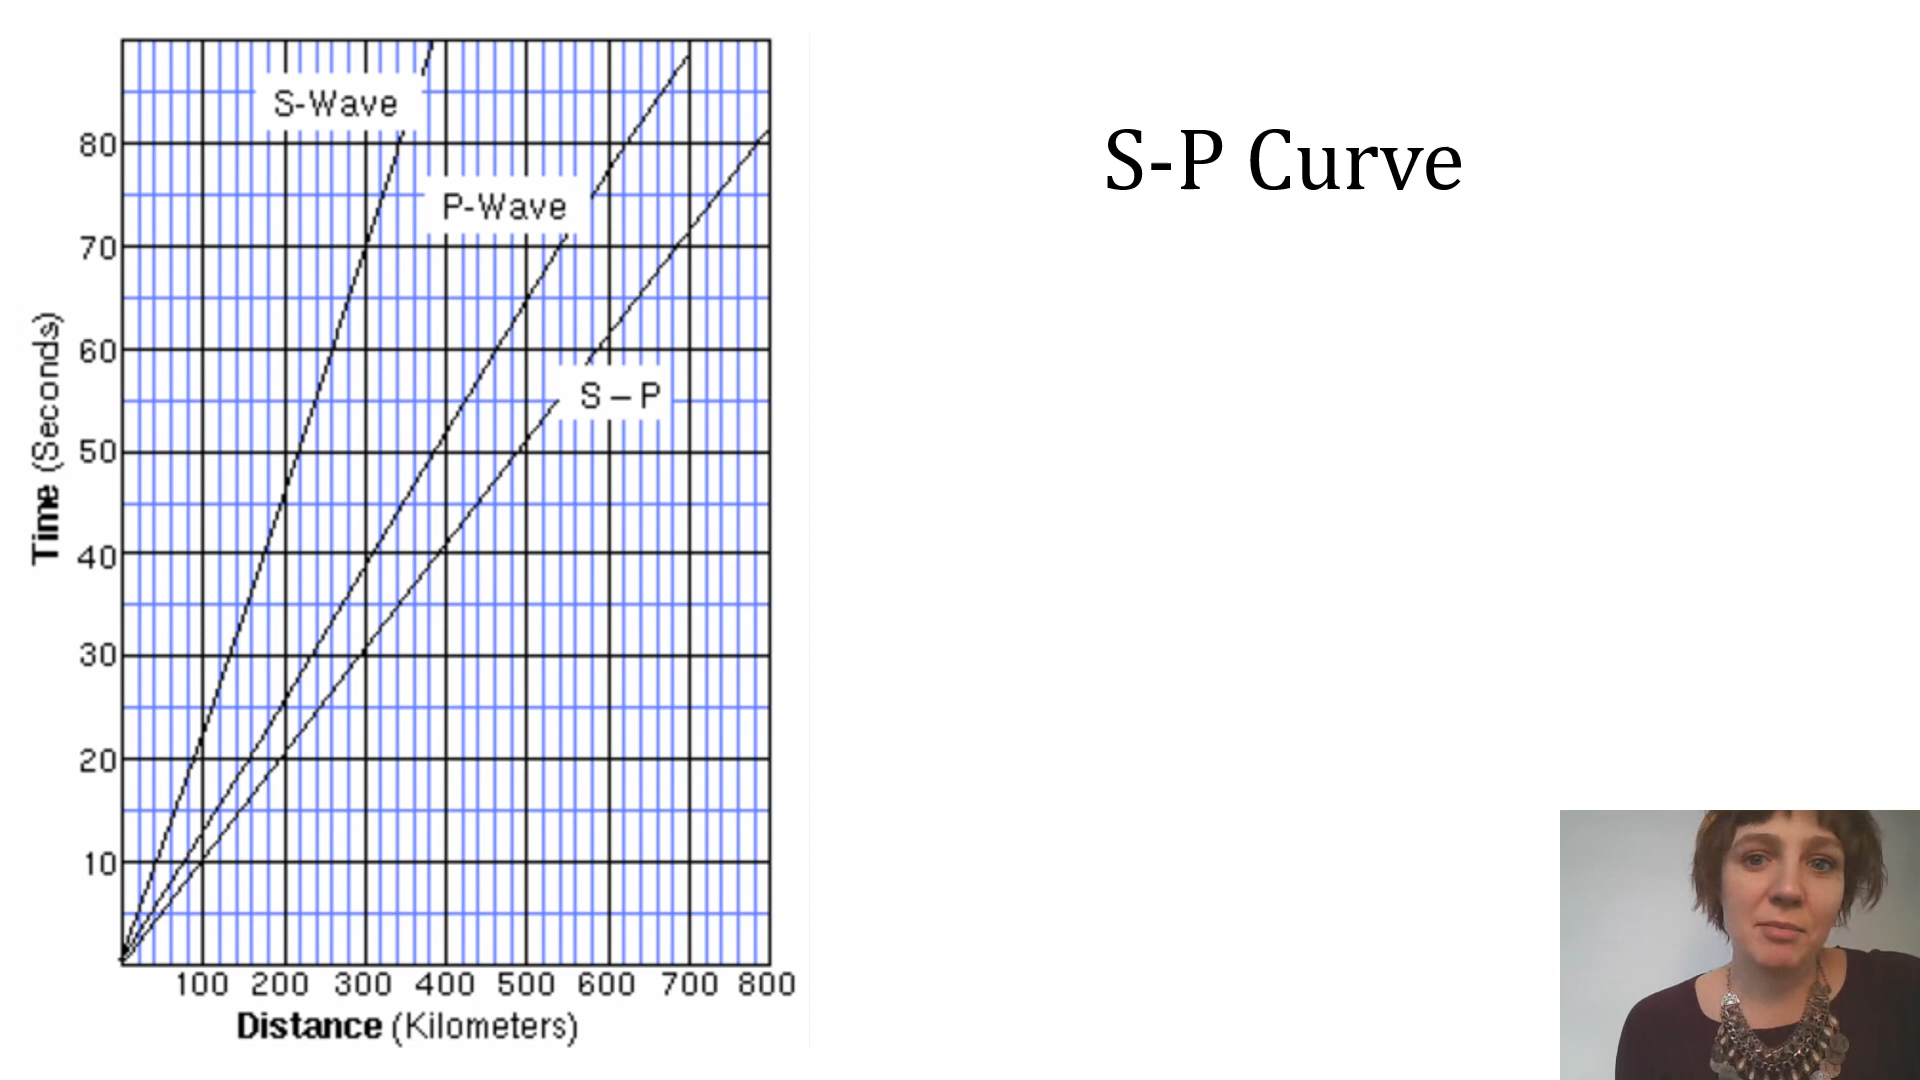 S-P Curve
S-Wave
P-Wave
S – P
80
70
60
50
40
30
20
10
Time (Seconds)
100 200 300 400 500 600 700 800
Distance (Kilometers)